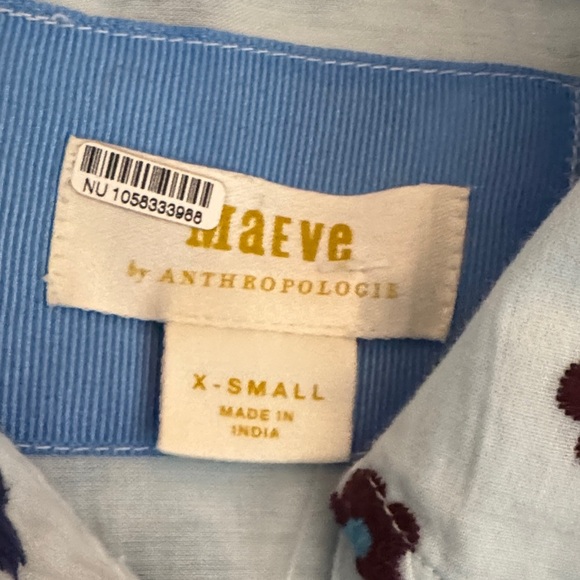 NU 1058333988
MaEve
by ANTHROPOLOGIE
X-SMALL
MADE IN
INDIA